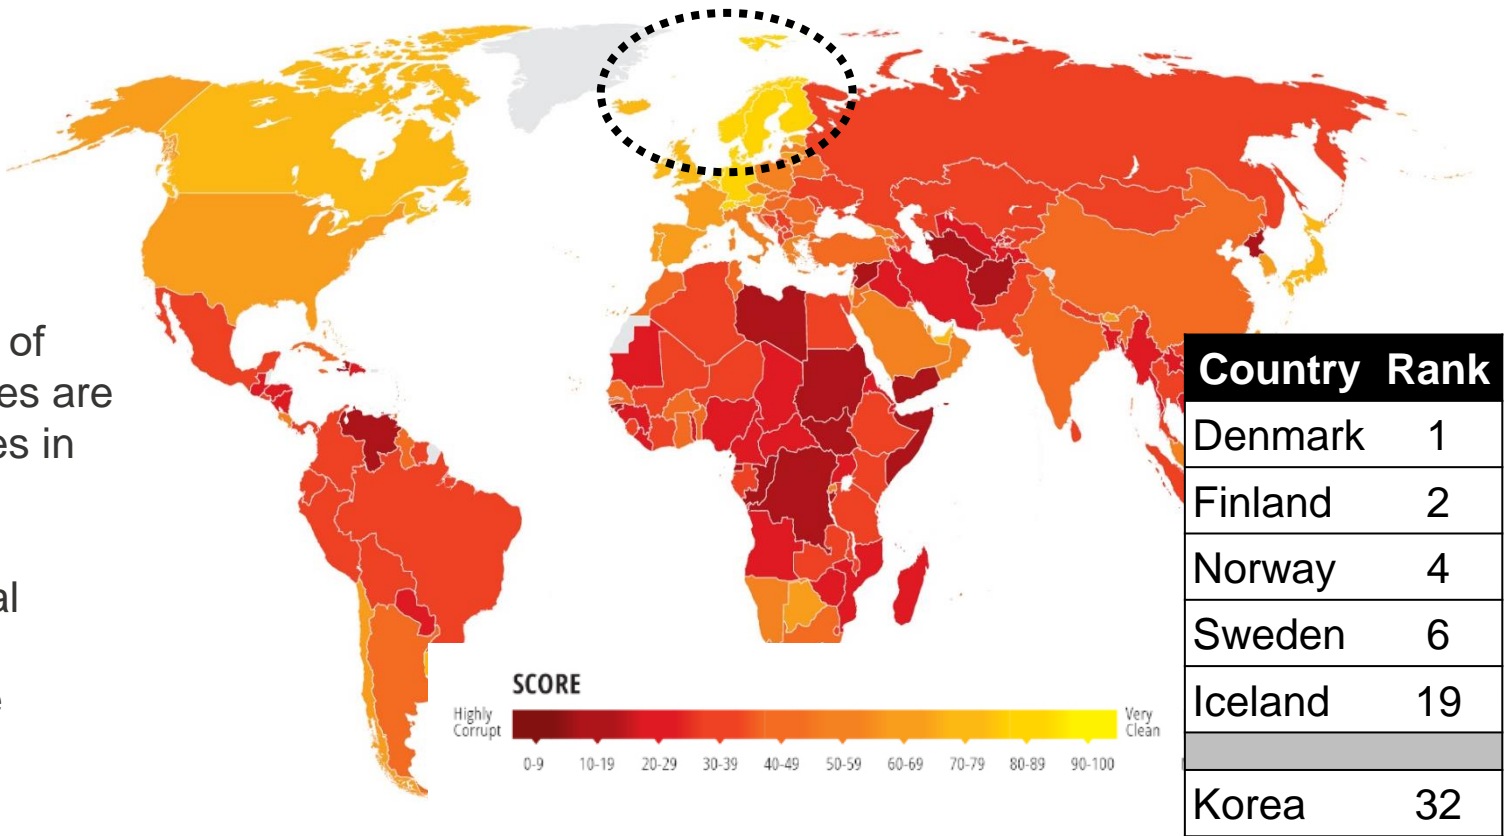 of
es are
es in
al
e
SCORE
Highly
Corrupt
Very
Clean
0-9 10-19 20-29 30-39 40-49 50-59 60-69 70-79 80-89 90-100
Country Rank
Denmark 1
Finland 2
Norway 4
Sweden 6
Iceland 19
Korea 32